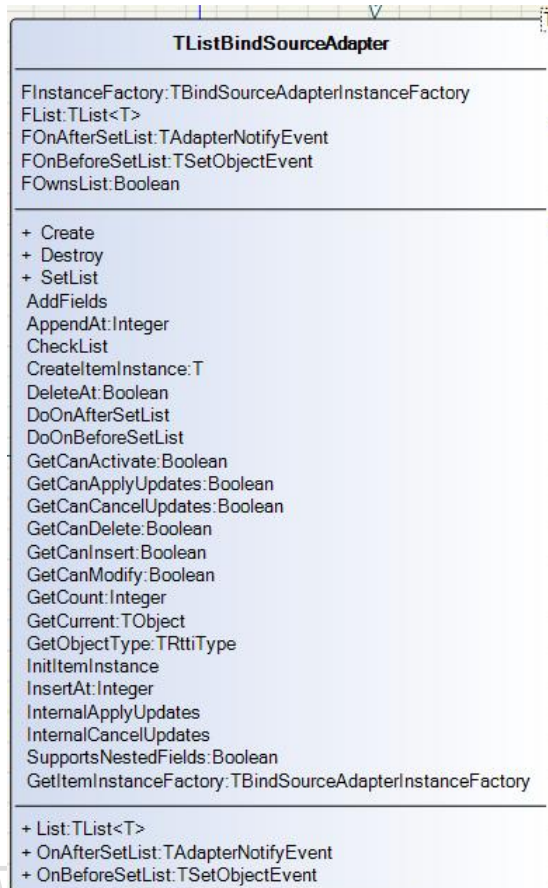 TListBindSourceAdapter
FInstanceFactory:TBindSourceAdapterInstanceFactory
FList:TList<T>
FOnAfterSetList:TAdapterNotifyEvent
FOnBeforeSetList:TSetObjectEvent
FOwnsList:Boolean
+ Create
+ Destroy
+ SetList
AddFields
AppendAt:Integer
CheckList
CreateItemInstance:T
DeleteAt:Boolean
DoOnAfterSetList
DoOnBeforeSetList
GetCanActivate:Boolean
GetCanApplyUpdates:Boolean
GetCanCancelUpdates:Boolean
GetCanDelete:Boolean
GetCanInsert:Boolean
GetCanModify:Boolean
GetCount:Integer
GetCurrent:TObject
GetObjectType:TRttiType
InitItemInstance
InsertAt:Integer
InternalApplyUpdates
InternalCancelUpdates
SupportsNestedFields:Boolean
GetItemInstanceFactory:TBindSourceAdapterInstanceFactory
+ List:TList<T>
+ OnAfterSetList:TAdapterNotifyEvent
+ OnBeforeSetList:TSetObjectEvent